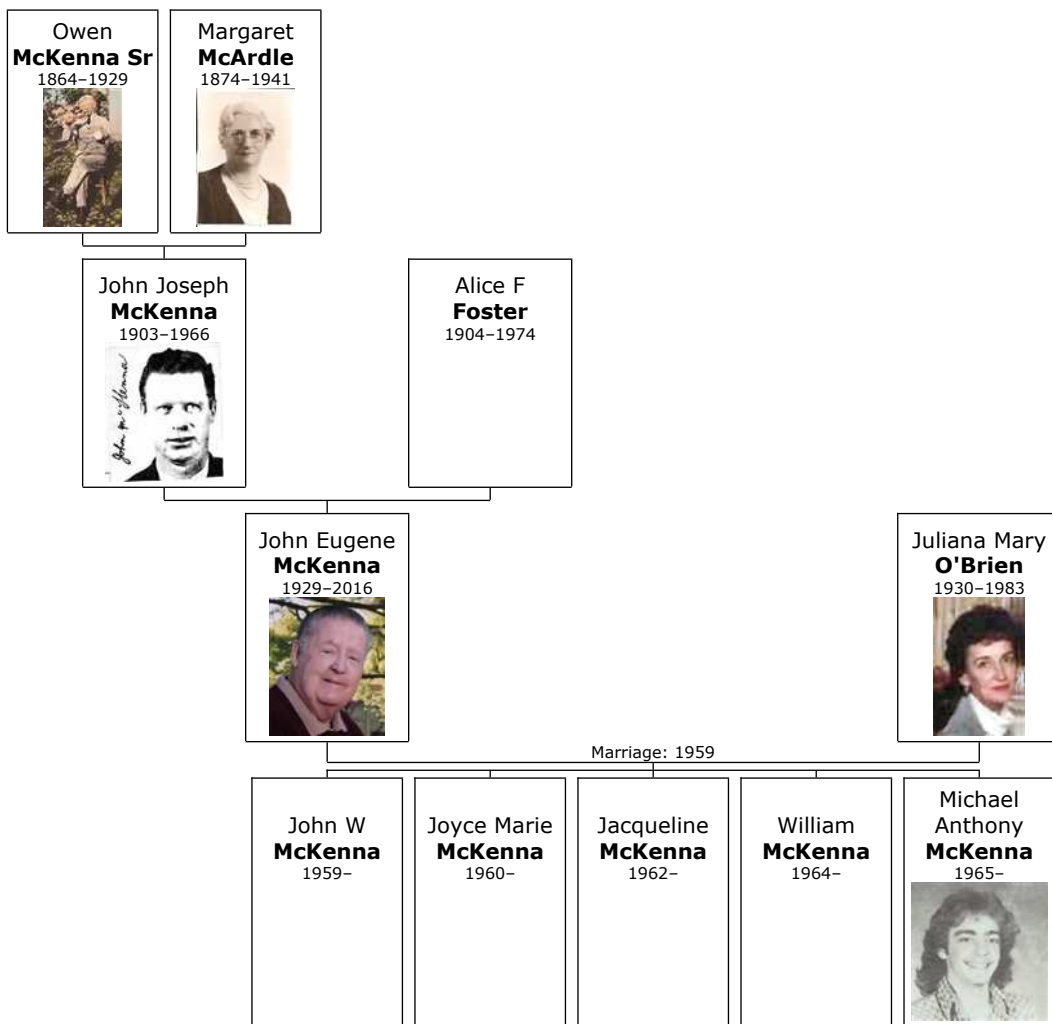 Owen
McKenna Sr
1864–1929
Margaret
McArdle
1874–1941
John Joseph
McKenna
1903–1966
John McKenna
Alice F
Foster
1904–1974
John Eugene
McKenna
1929–2016
Juliana Mary
O'Brien
1930–1983
Marriage: 1959
John W
McKenna
1959–
Joyce Marie
McKenna
1960–
Jacqueline
McKenna
1962–
William
McKenna
1964–
Michael
Anthony
McKenna
1965–